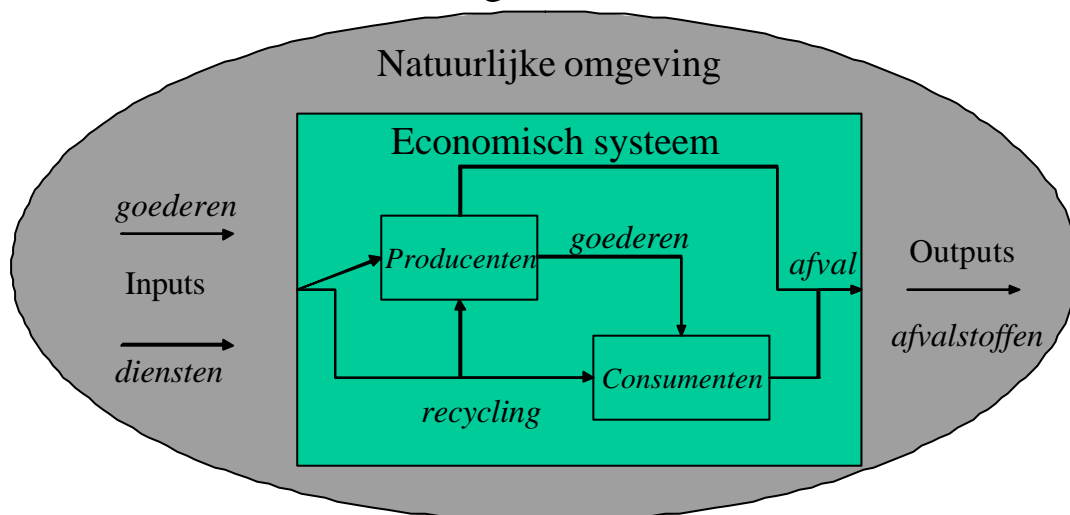 Natuurlijke omgeving
Economisch systeem
goederen
Inputs
diensten
Producenten
goederen
afval
Consumenten
recycling
Outputs
afvalstoffen